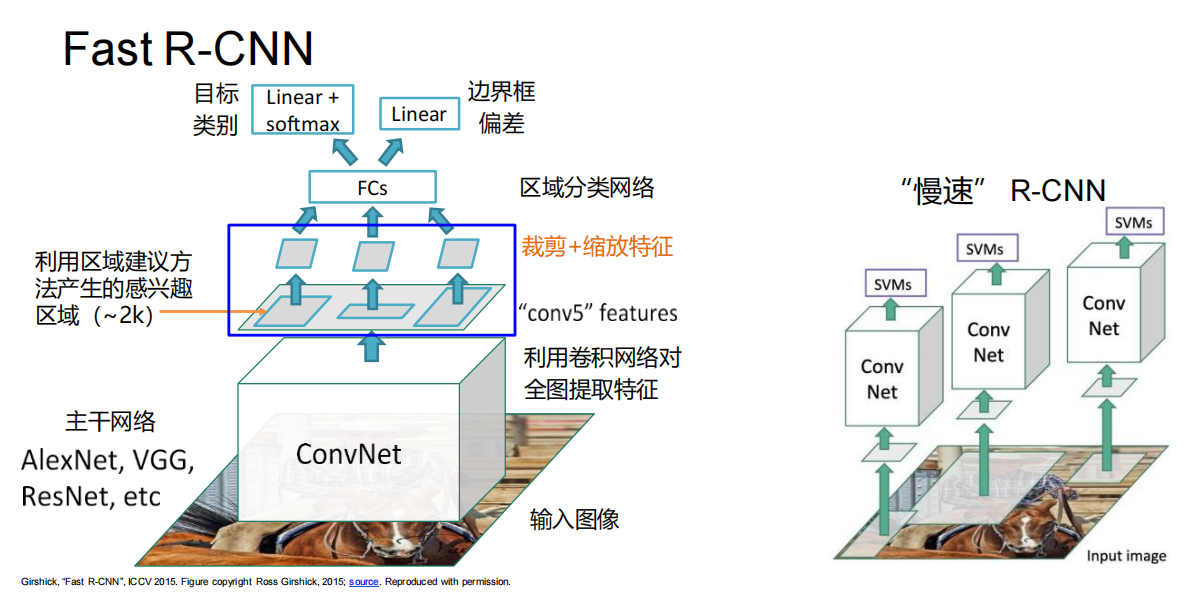 Fast R-CNN
目标
类别
Linear +
softmax
Linear
边界框
偏差
FCs
区域分类网络
裁剪+缩放特征
利用区域建议方
法产生的感兴趣
区域（~2k）
“conv5” features
利用卷积网络对
全图提取特征
主干网络
AlexNet, VGG,
ResNet, etc
ConvNet
输入图像
“慢速” R-CNN
SVMs
SVMs
SVMs
Conv
Net
Conv
Net
Conv
Net
Input image
Girshick, “Fast R-CNN”, ICCV 2015. Figure copyright Ross Girshick, 2015; source. Reproduced with permission.